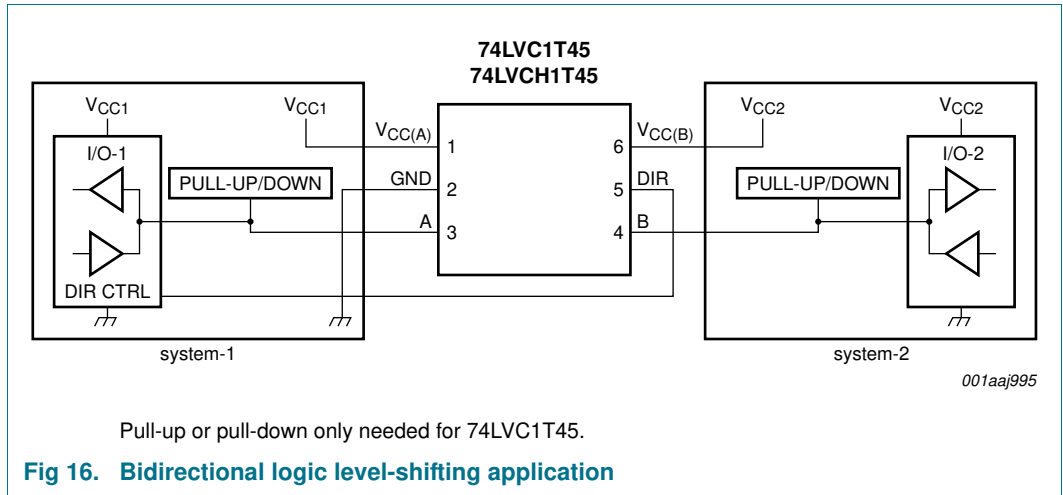 74LVC1T45
74LVCH1T45
VCC1
VCC1
VCC(A)
1
6
VCC(B)
VCC2
VCC2
I/O-1
PULL-UP/DOWN
GND
2
5
DIR
PULL-UP/DOWN
I/O-2
A
3
4
B
DIR CTRL
system-1
system-2
001aaj995
Pull-up or pull-down only needed for 74LVC1T45.
Fig 16. Bidirectional logic level-shifting application